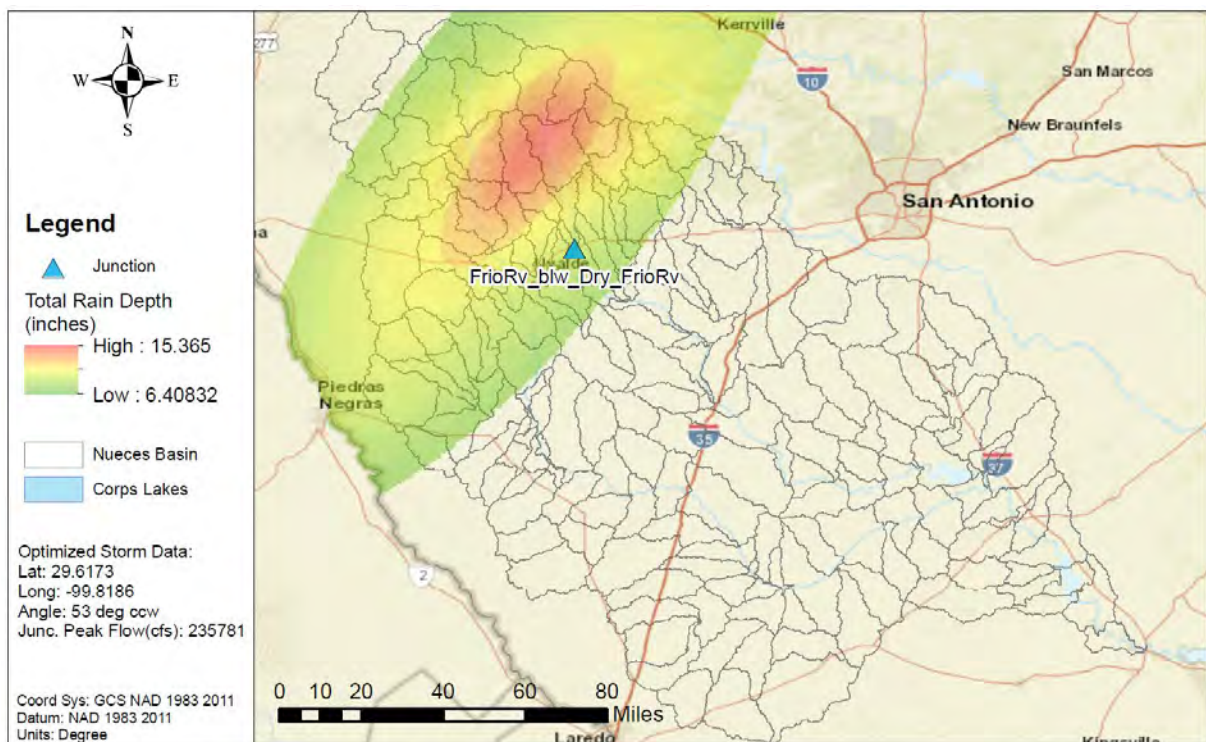 N
W E
S
Legend
Junction
Total Rain Depth
(inches)
High : 15.365
Low : 6.40832
Nueces Basin
Corps Lakes
Optimized Storm Data:
Lat: 29.6173
Long: -99.8186
Angle: 53 deg ccw
Junc. Peak Flow(cfs): 235781
Coord Sys: GCS NAD 1983 2011
Datum: NAD 1983 2011
Units: Degree
277
Kerrville
10
San Marcos
New Braunfels
San Antonio
a
Uvalde
FrioRv_blw_Dry_FrioRv
Piedras
Negras
35
37
2
0 10 20 40 60 80
Miles
Laredo
Kingsville